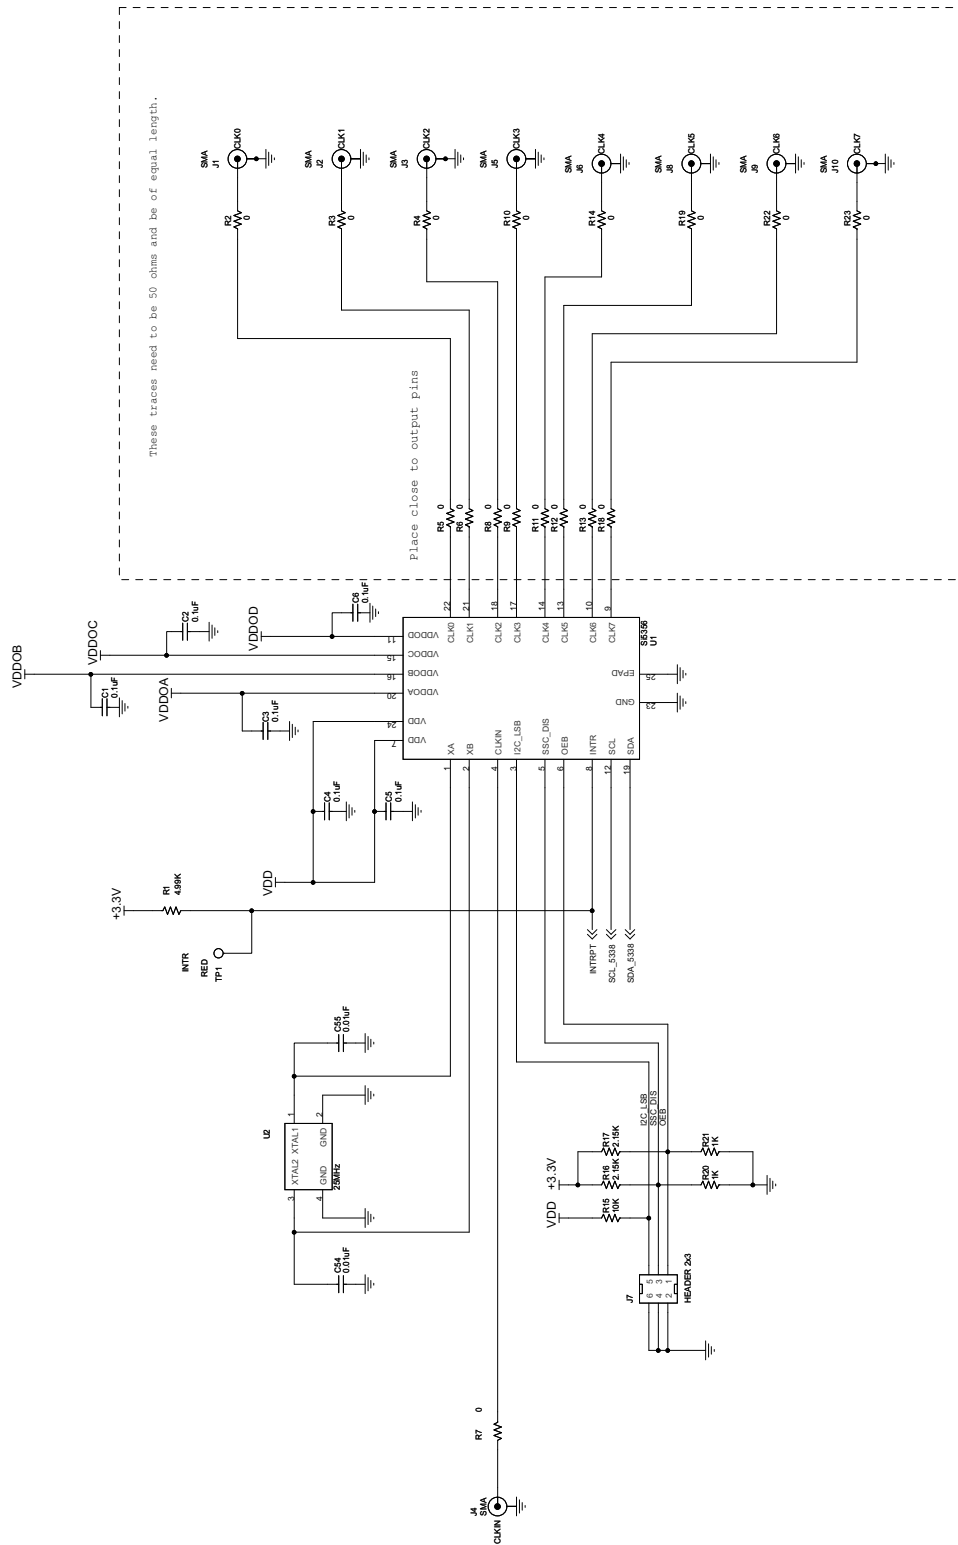 These traces need to be 50 ohms and be of equal length.
Place close to output pins
SMA
J1
CLK0
R2
0
SMA
J2
CLK1
R3
0
SMA
J3
CLK2
R4
0
SMA
J5
CLK3
R10
0
SMA
J6
CLK4
R14
0
SMA
J8
CLK5
R19
0
SMA
J9
CLK6
R22
0
SMA
J10
CLK7
R23
0
R5 0
R6 0
R8 0
R9 0
R11 0
R12 0
R13 0
R18 0
VDDOB
VDDOC
VDDOD
VDDOA
C2
0.1uF
C6
0.1uF
C1
0.1uF
C3
0.1uF
C4
0.1uF
C5
0.1uF
VDD
22
21
18
17
14
13
10
9
CLK0
CLK1
CLK2
CLK3
CLK4
CLK5
CLK6
CLK7
Si5356
U1
11 VDDOD
15 VDDOC
16 VDDOB
20 VDDOA
24 VDD
7 VDD
EPAD 25
GND 23
XA
XB
CLKIN
I2C_LSB
SSC_DIS
OEB
INTR
SCL
SDA
1
2
4
3
5
6
8
12
19
+3.3V
R1
4.99K
INTR
RED
TP1
INTRPT
SCL_5338
SDA_5338
U2
XTAL2 XTAL1
GND GND
25MHz
1
2
3
4
C55
0.01uF
C54
0.01uF
I2C_LSB
SSC_DIS
OEB
VDD
+3.3V
R17
2.15K
R16
2.15K
R15
10K
R21
1K
R20
1K
J7
6 5
4 3
2 1
HEADER 2x3
R7
0
J4
SMA
CLKIN